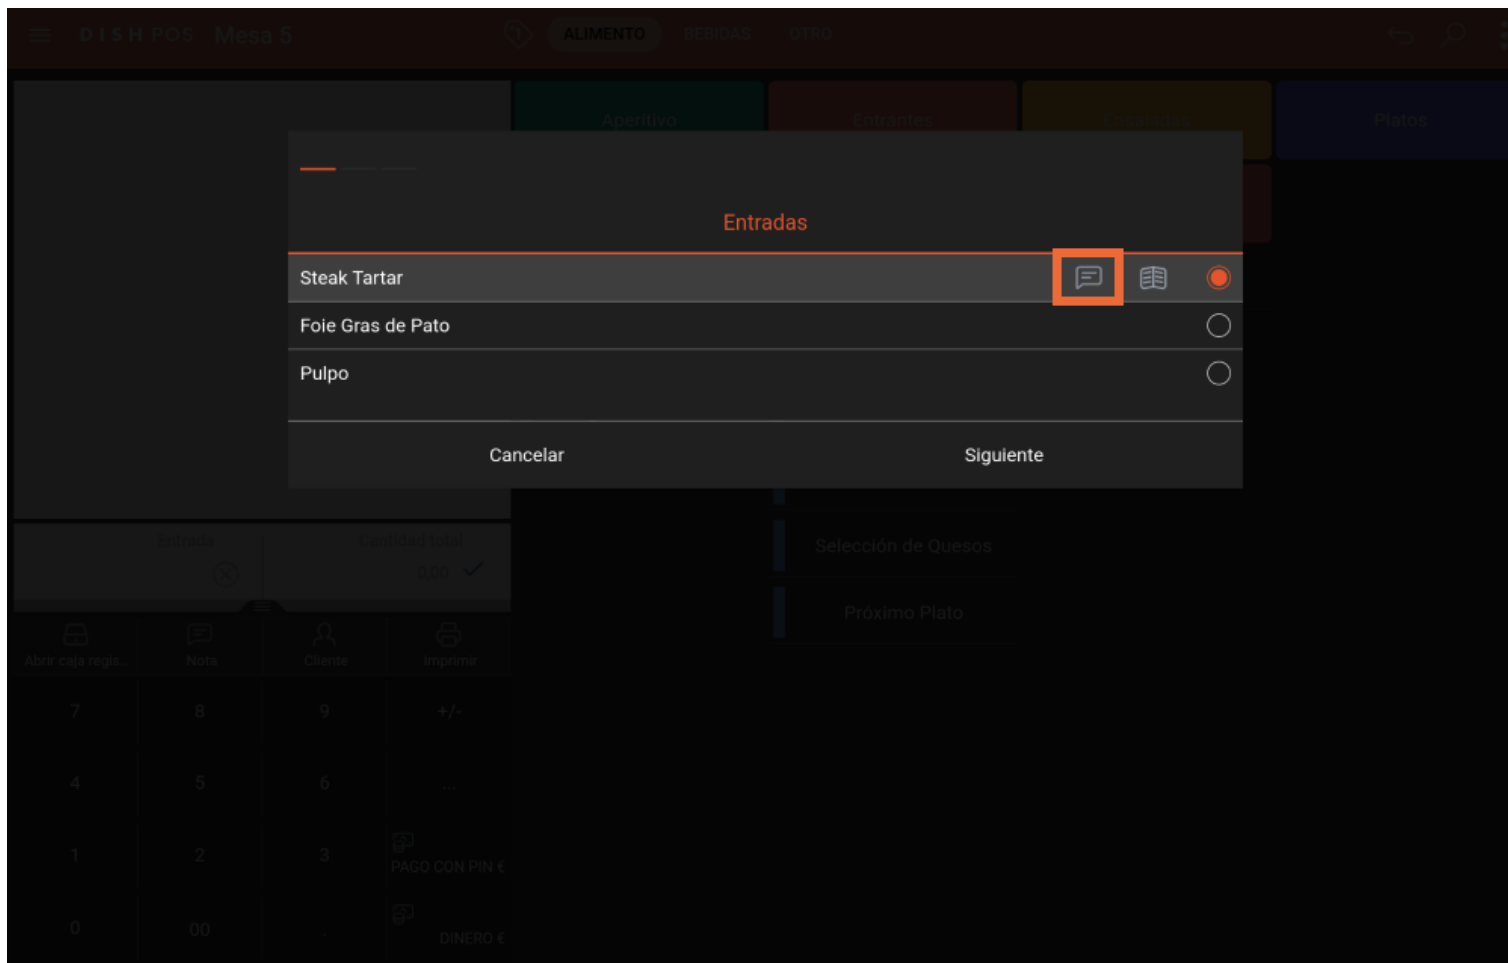 DISH POS Mesa 5 ALIMENTO BEBIDAS OTRO
Aperitivo Entrantes Ensaladas Platos
Entradas
Steak Tartar
Foie Gras de Pato
Pulpo
Cancelar Siguiente
Entrada Cantidad total
0,00
Selección de Quesos
Próximo Plato
Abrir caja regis... Nota Cliente Imprimir
7 8 9 +/-
4 5 6 ...
1 2 3 PAGO CON PIN €
0 00 . DINERO €